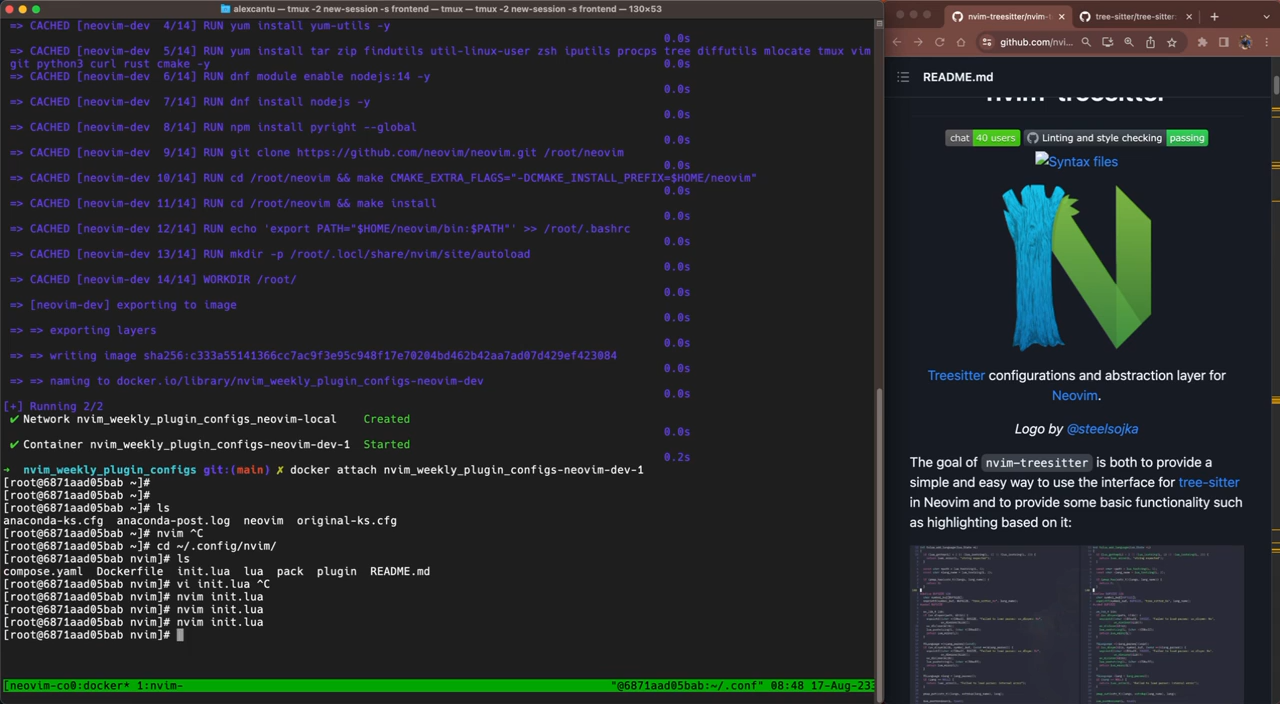 alexcantu — tmux -2 new-session -s frontend — tmux — tmux -2 new-session -s frontend — 130×53
=> CACHED [neovim-dev  4/14] RUN yum install yum-utils -y
0.0s
=> CACHED [neovim-dev  5/14] RUN yum install tar zip findutils util-linux-user zsh iputils procps tree diffutils mlocate tmux vim
git python3 curl rust cmake -y
0.0s
=> CACHED [neovim-dev  6/14] RUN dnf module enable nodejs:14 -y
0.0s
=> CACHED [neovim-dev  7/14] RUN dnf install nodejs -y
0.0s
=> CACHED [neovim-dev  8/14] RUN npm install pyright --global
0.0s
=> CACHED [neovim-dev  9/14] RUN git clone https://github.com/neovim/neovim.git /root/neovim
0.0s
=> CACHED [neovim-dev 10/14] RUN cd /root/neovim && make CMAKE_EXTRA_FLAGS="-DCMAKE_INSTALL_PREFIX=$HOME/neovim"
0.0s
=> CACHED [neovim-dev 11/14] RUN cd /root/neovim && make install
0.0s
=> CACHED [neovim-dev 12/14] RUN echo 'export PATH="$HOME/neovim/bin:$PATH"' >> /root/.bashrc
0.0s
=> CACHED [neovim-dev 13/14] RUN mkdir -p /root/.locl/share/nvim/site/autoload
0.0s
=> CACHED [neovim-dev 14/14] WORKDIR /root/
0.0s
=> [neovim-dev] exporting to image
0.0s
=> => exporting layers
0.0s
=> => writing image sha256:c333a55141366cc7ac9f3e95c948f17e70204bd462b42aa7ad07d429ef423084
0.0s
=> => naming to docker.io/library/nvim_weekly_plugin_configs-neovim-dev
0.0s
[+] Running 2/2
✔ Network nvim_weekly_plugin_configs_neovim-local    Created
0.0s
✔ Container nvim_weekly_plugin_configs-neovim-dev-1  Started
0.2s
➜  nvim_weekly_plugin_configs git:(main) ✗ docker attach nvim_weekly_plugin_configs-neovim-dev-1
[root@6871aad05bab ~]#
[root@6871aad05bab ~]#
[root@6871aad05bab ~]# ls
anaconda-ks.cfg  anaconda-post.log  neovim  original-ks.cfg
[root@6871aad05bab ~]# nvim ^C
[root@6871aad05bab ~]# cd ~/.config/nvim/
[root@6871aad05bab nvim]# ls
compose.yaml  Dockerfile  init.lua  lua  pack  plugin  README.md
[root@6871aad05bab nvim]# vi init.lua ^C
[root@6871aad05bab nvim]# nvim init.lua
[root@6871aad05bab nvim]# nvim init.lua
[root@6871aad05bab nvim]# nvim init.lua
[root@6871aad05bab nvim]#
[neovim-co0:docker* 1:nvim-
"@6871aad05bab:~/.conf" 08:48 17-Aug-23
nvim-treesitter/nvim-t
tree-sitter/tree-sitter:
github.com/nvi...
README.md
nvim-treesitter
chat 40 users
Linting and style checking passing
Syntax files
Treesitter configurations and abstraction layer for
Neovim.
Logo by @steelsojka
The goal of nvim-treesitter is both to provide a
simple and easy way to use the interface for tree-sitter
in Neovim and to provide some basic functionality such
as highlighting based on it: